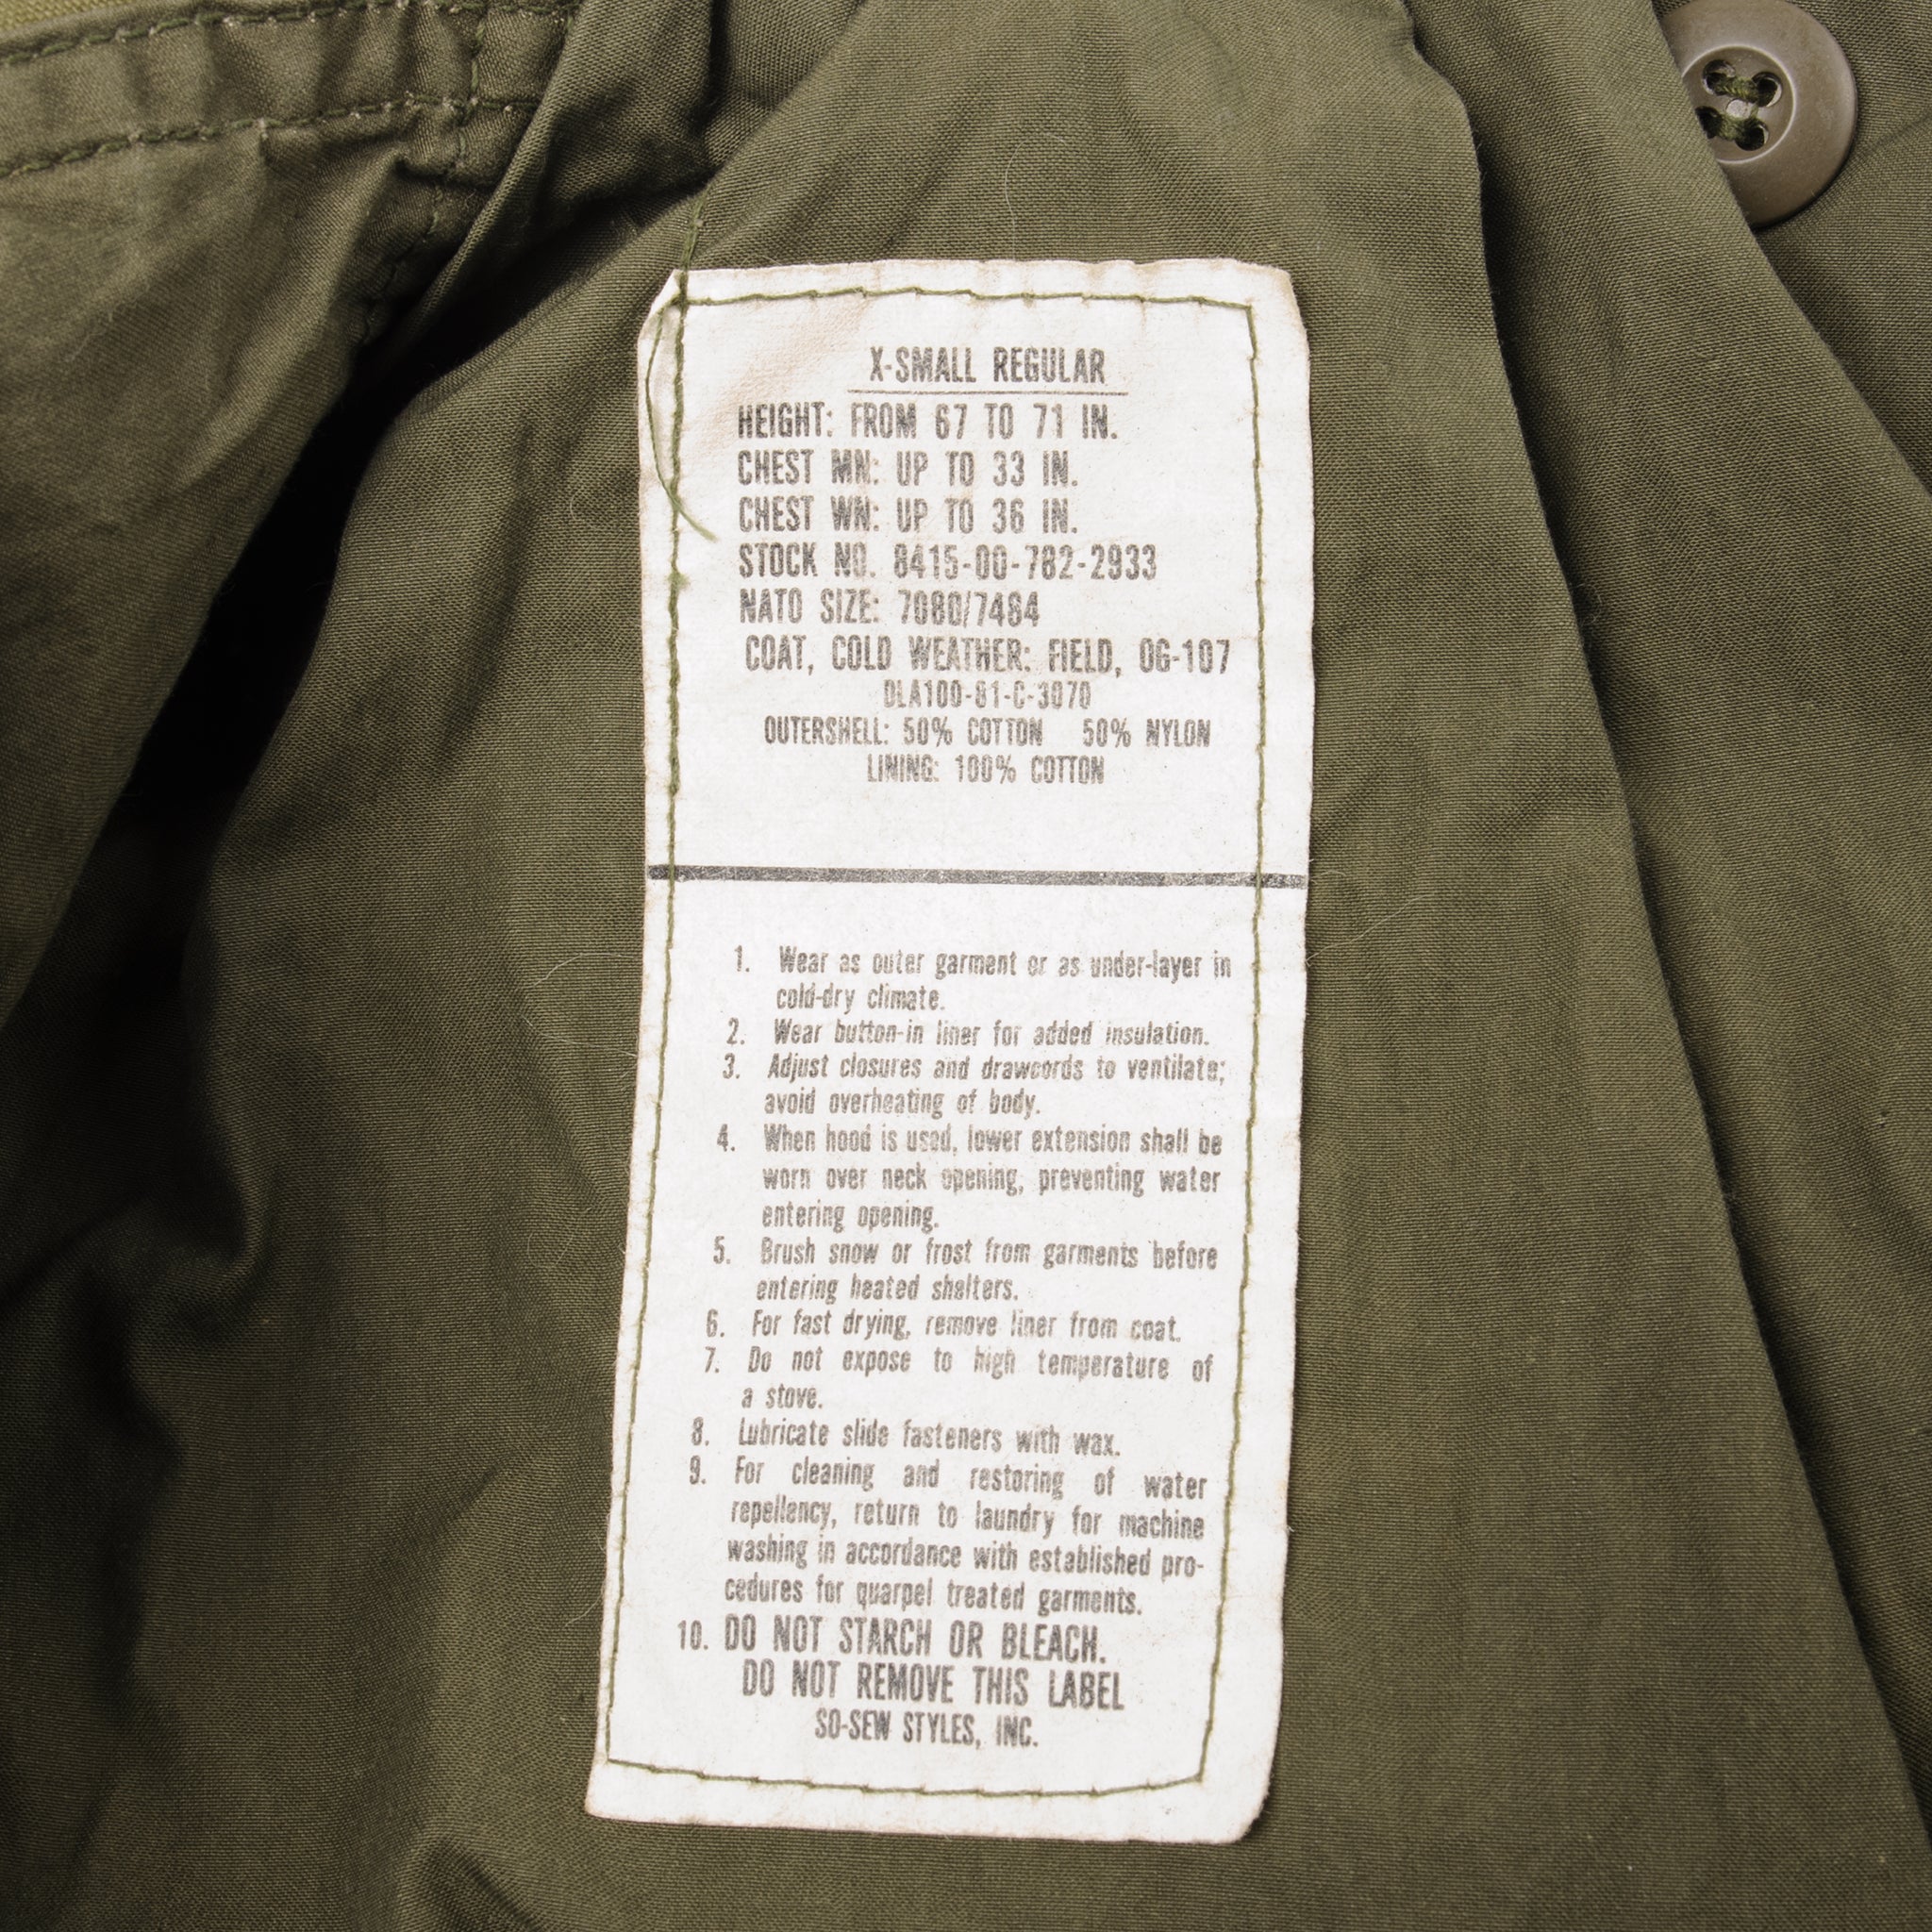 X-SMALL REGULAR
HEIGHT: FROM 67 TO 71 IN.
CHEST MN: UP TO 33 IN.
CHEST WN: UP TO 36 IN.
STOCK NO. 8415-00-782-2933
NATO SIZE: 7080/7484
COAT, COLD WEATHER: FIELD, OG-107
DLA100-81-C-3070
OUTERSHELL: 50% COTTON 50% NYLON
LINING: 100% COTTON
1. Wear as outer garment or as under-layer in
cold-dry climate.
2. Wear button-in liner for added insulation.
3. Adjust closures and drawcords to ventilate;
avoid overheating of body.
4. When hood is used, lower extension shall be
worn over neck opening, preventing water
entering opening.
5. Brush snow or frost from garments before
entering heated shelters.
6. For fast drying, remove liner from coat.
7. Do not expose to high temperature of
a stove.
8. Lubricate slide fasteners with wax.
9. For cleaning and restoring of water
repellency, return to laundry for machine
washing in accordance with established pro-
cedures for quarpel treated garments.
10. DO NOT STARCH OR BLEACH.
DO NOT REMOVE THIS LABEL
SO-SEW STYLES, INC.